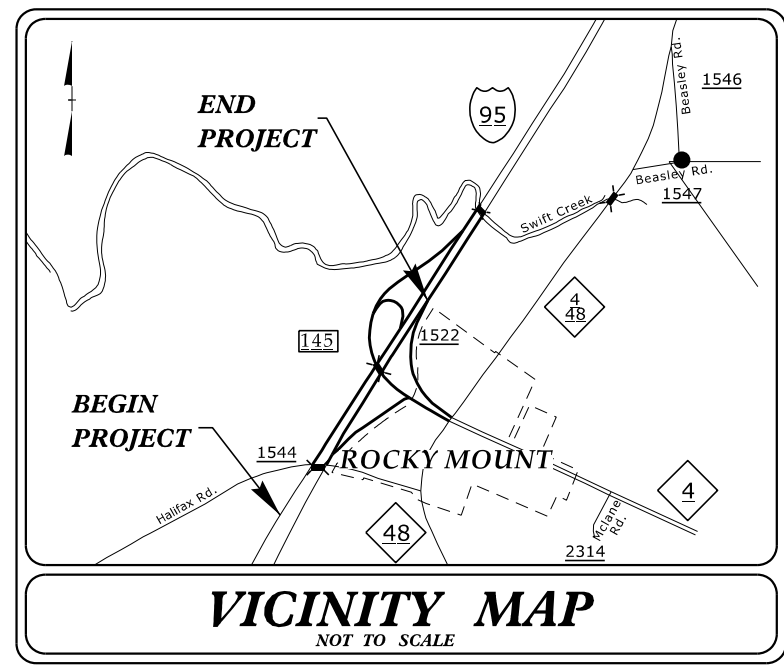 Beasley Rd.
1546
END
PROJECT
95
Beasley Rd.
1547
Swift Creek
4
48
145
1522
BEGIN
PROJECT
1544
ROCKY MOUNT
Halifax Rd.
48
4
Mclane
Rd.
2314
VICINITY MAP
NOT TO SCALE